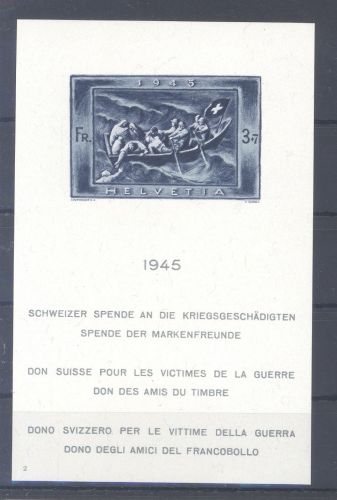 1945
FR. 3.-7
HELVETIA
1945
SCHWEIZER SPENDE AN DIE KRIEGSGESCHÄDIGTEN
SPENDE DER MARKENFREUNDE
DON SUISSE POUR LES VICTIMES DE LA GUERRE
DON DES AMIS DU TIMBRE
DONO SVIZZERO PER LE VITTIME DELLA GUERRA
DONO DEGLI AMICI DEL FRANCOBOLLO
2